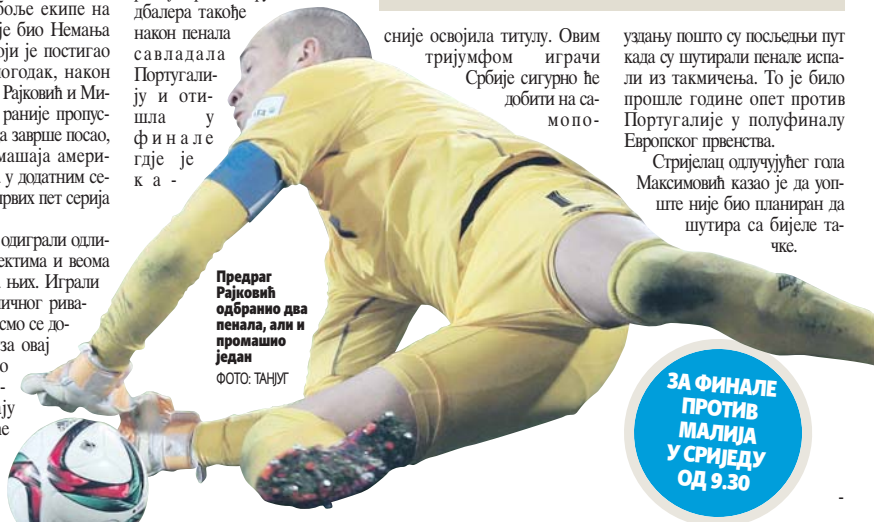 боље екипе на
је био Немања
оји је постигао
погодак, након
Рајковић и Ми-
раније пропус-
а заврше посао,
машаја амери-
у додатним се-
првих пет серија
одиграли одли-
ектима и веома
њих. Играли
ичног рива-
смо се до-
за овај
дбалера такође
након пенала
савладала
Португали-
ју и оти-
шла у
финале
гдје је
ка-
сније освојила титулу. Овим
тријумфом играчи
Србије сигурно ће
добити на са-
мопо-
уздању пошто су посљедњи пут
када су шутирали пенале испа-
ли из такмичења. То је било
прошле године опет против
Португалије у полуфиналу
Европског првенства.
Стријелац одлучујућег гола
Максимовић казао је да уоп-
ште није био планиран да
шутира са бијеле та-
чке.
Предраг
Рајковић
одбранио два
пенала, али и
промашио
један
ФОТО: ТАНЈУГ
ЗА ФИНАЛЕ
ПРОТИВ
МАЛИЈА
У СРИЈЕДУ
ОД 9.30